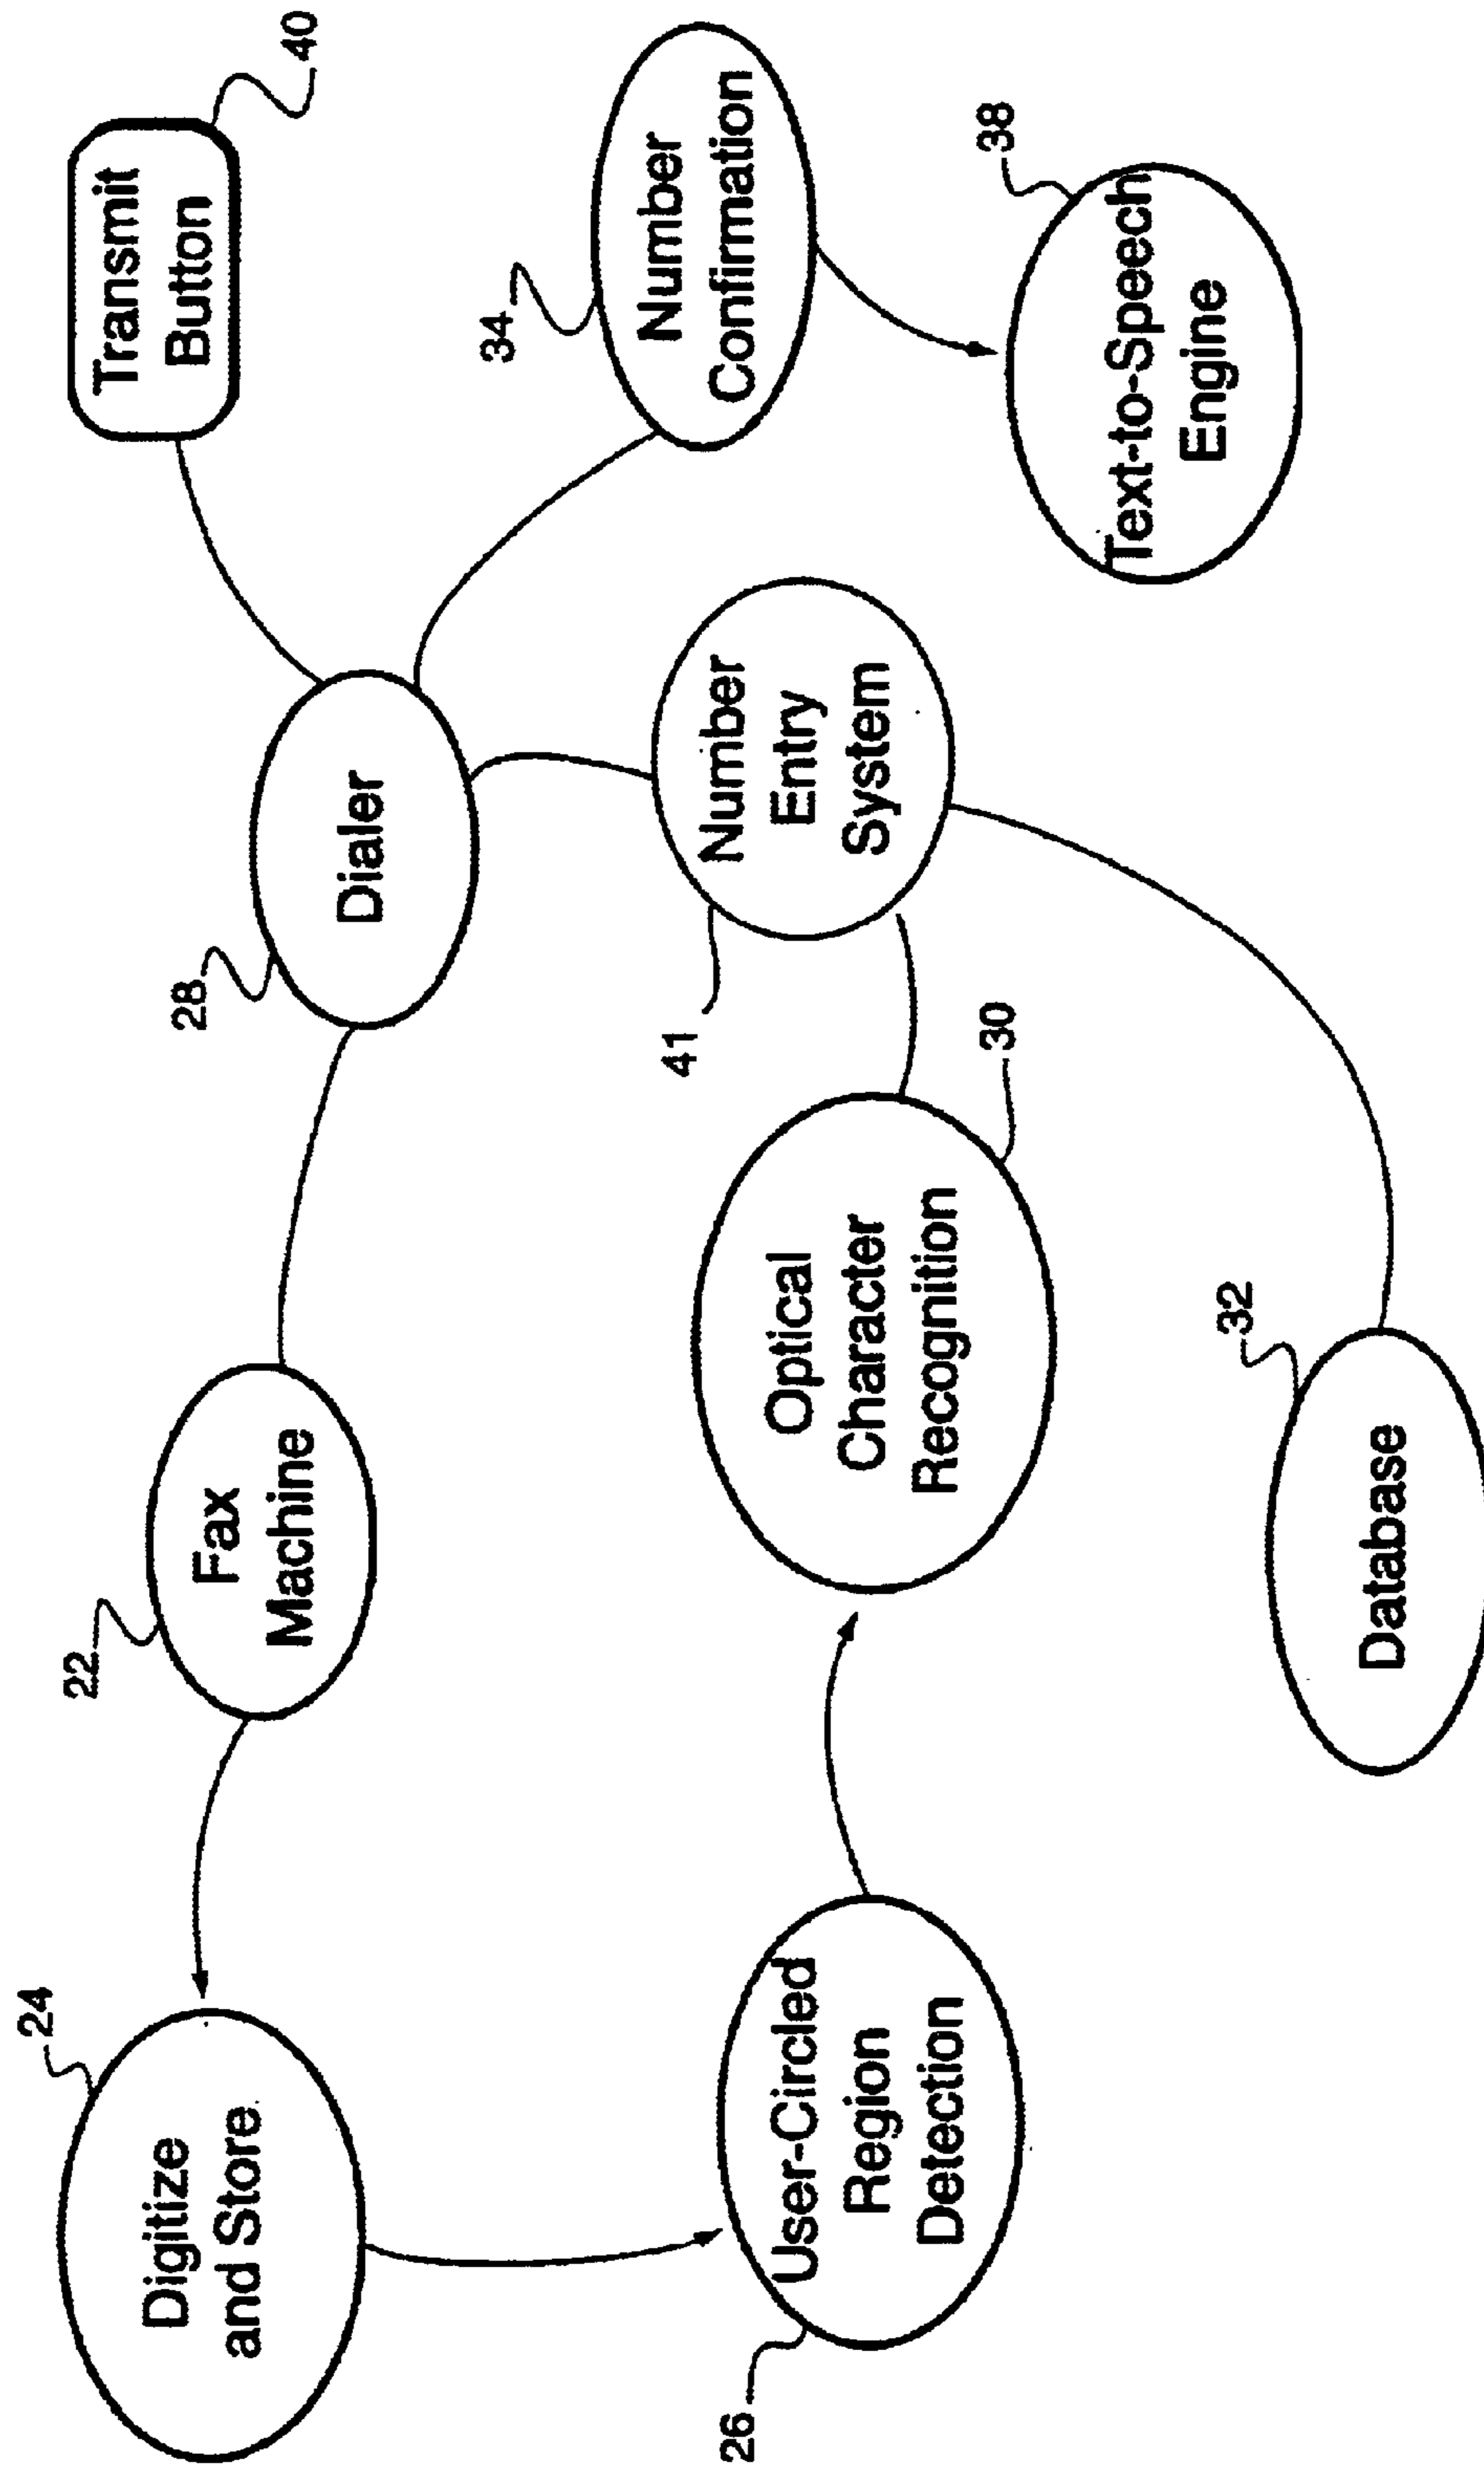 24
Digitize
and Store
22
Fax
Machine
28
Dialer
Transmit
Button
40
34
Number
Confirmation
41
Number
Entry
System
26
User-Circled
Region
Detection
Optical
Character
Recognition
30
38
Text-to-Speech
Engine
32
Database